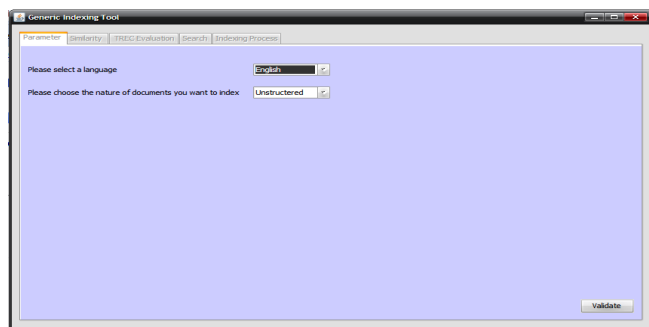 Generic Indexing Tool
Parameter Similarity TREC Evaluation Search Indexing Process
Please select a language English
Please choose the nature of documents you want to index Unstructered
Validate